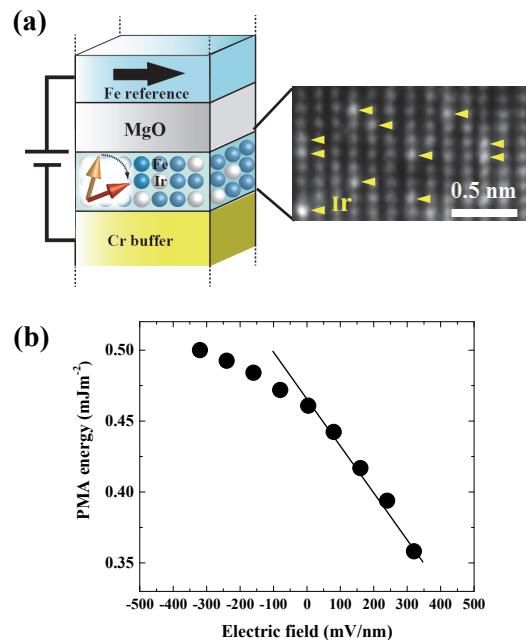 (a)
Fe reference
MgO
Fe
Ir
Cr buffer
Ir
0.5 nm
(b)
PMA energy (mJm-2)
0.50
0.45
0.40
0.35
-500 -400 -300 -200 -100 0 100 200 300 400 500
Electric field (mV/nm)